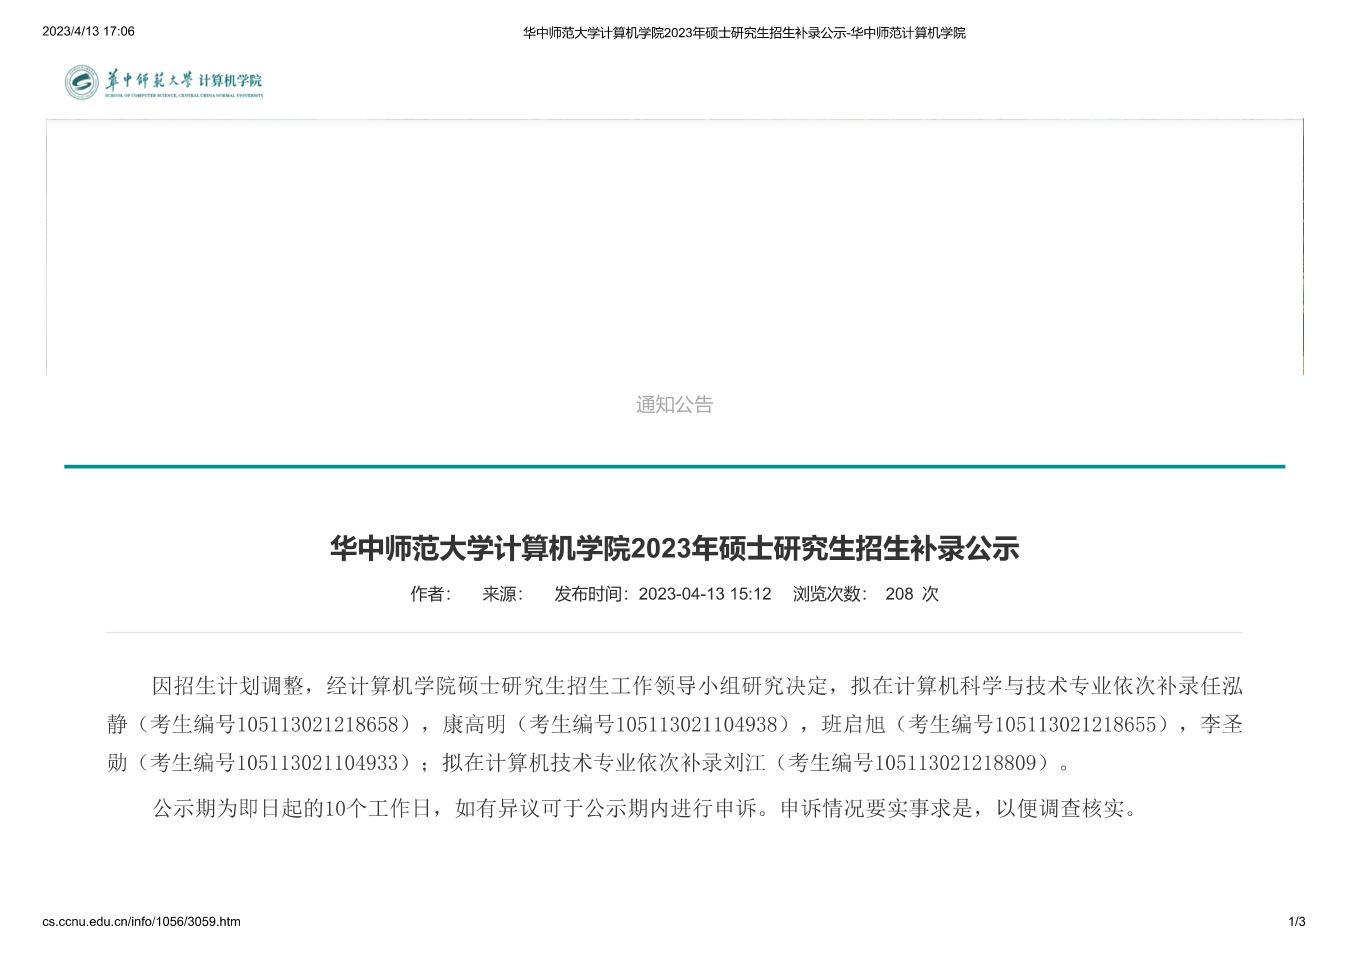 2023/4/13 17:06
华中师范大学计算机学院2023年硕士研究生招生补录公示-华中师范计算机学院
華中师范大学 计算机学院
SCHOOL OF COMPUTER SCIENCE, CENTRAL CHINA NORMAL UNIVERSITY
通知公告
华中师范大学计算机学院2023年硕士研究生招生补录公示
作者： 来源： 发布时间：2023-04-13 15:12 浏览次数： 208 次
因招生计划调整，经计算机学院硕士研究生招生工作领导小组研究决定，拟在计算机科学与技术专业依次补录任泓
静（考生编号105113021218658），康高明（考生编号105113021104938），班启旭（考生编号105113021218655），李圣
勋（考生编号105113021104933）；拟在计算机技术专业依次补录刘江（考生编号105113021218809）。
公示期为即日起的10个工作日，如有异议可于公示期内进行申诉。申诉情况要实事求是，以便调查核实。
cs.ccnu.edu.cn/info/1056/3059.htm
1/3